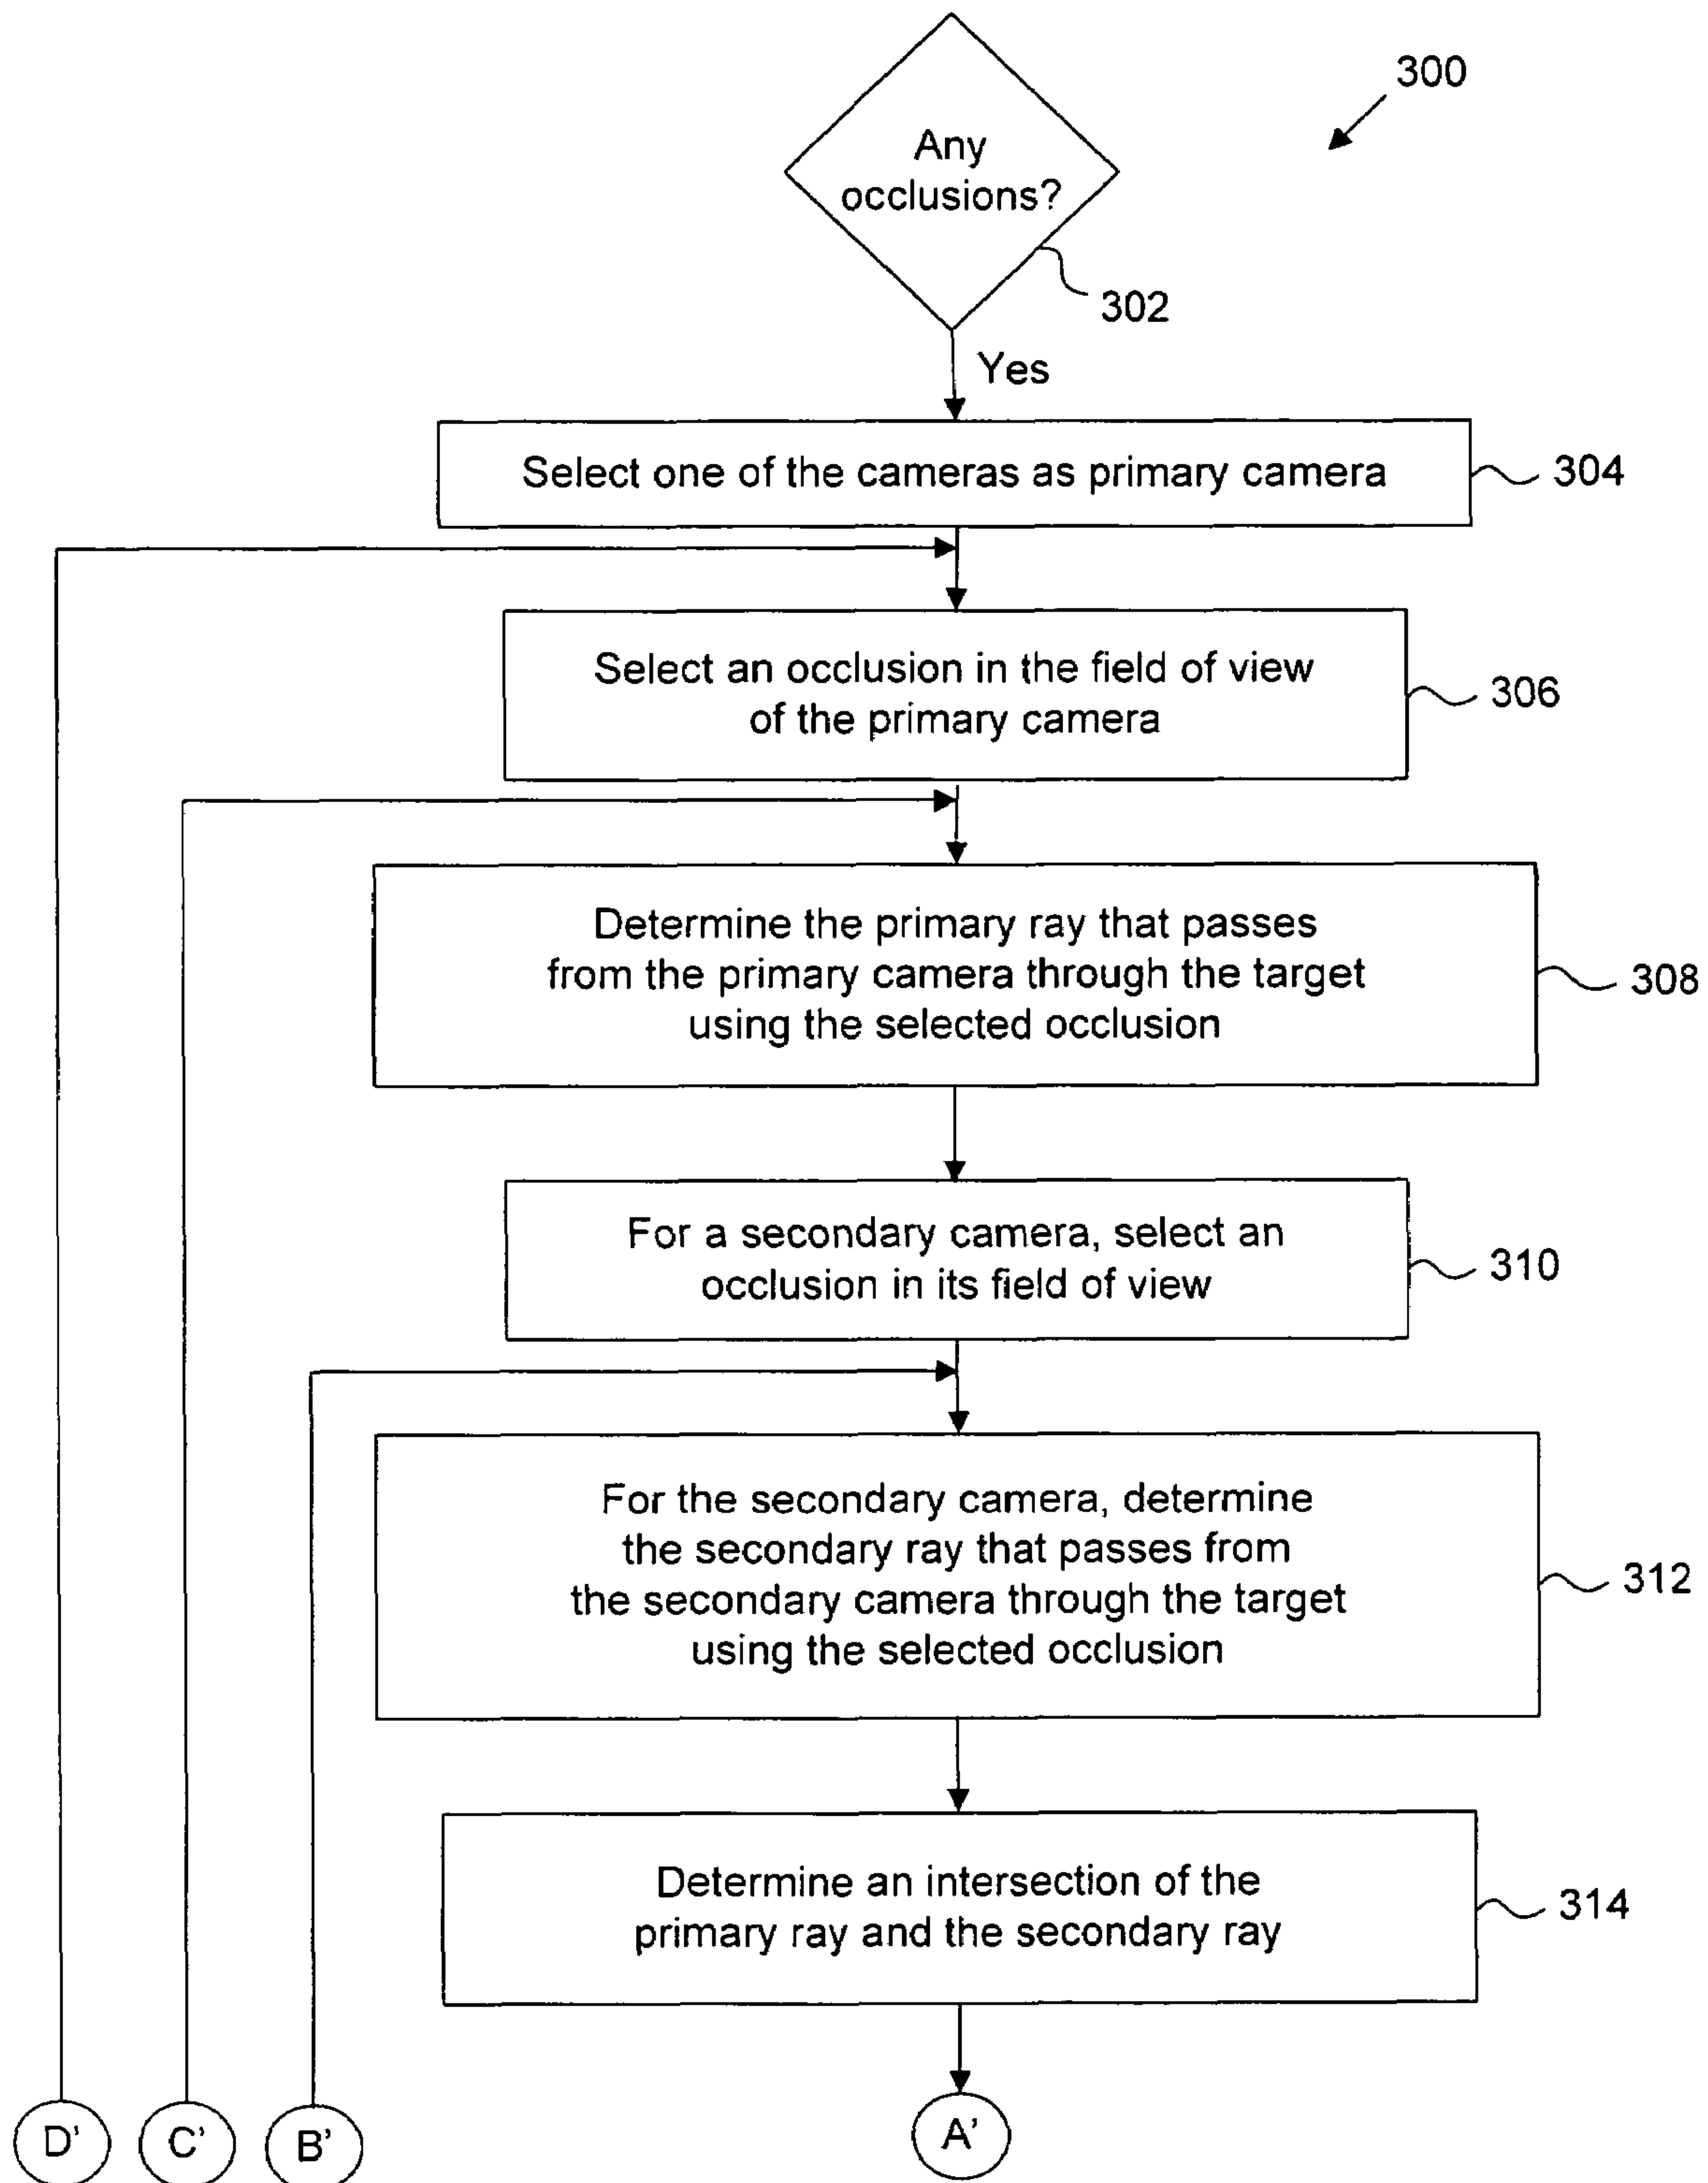 300
Any
occlusions?
302
Yes
Select one of the cameras as primary camera
304
Select an occlusion in the field of view
of the primary camera
306
Determine the primary ray that passes
from the primary camera through the target
using the selected occlusion
308
For a secondary camera, select an
occlusion in its field of view
310
For the secondary camera, determine
the secondary ray that passes from
the secondary camera through the target
using the selected occlusion
312
Determine an intersection of the
primary ray and the secondary ray
314
D'
C'
B'
A'